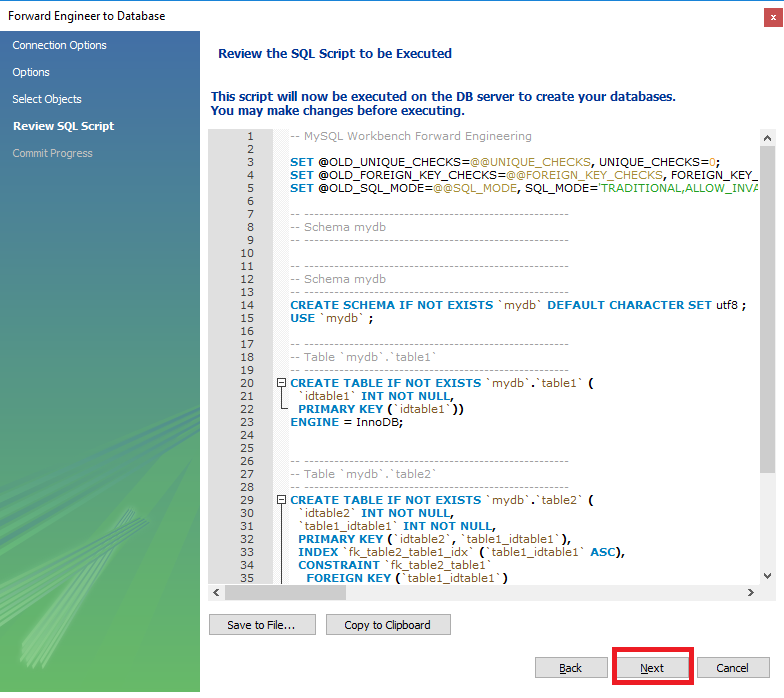 Forward Engineer to Database
x
Connection Options
Options
Select Objects
Review SQL Script
Commit Progress
Review the SQL Script to be Executed
This script will now be executed on the DB server to create your databases.
You may make changes before executing.
1 -- MySQL Workbench Forward Engineering
2
3 SET @OLD_UNIQUE_CHECKS=@@UNIQUE_CHECKS, UNIQUE_CHECKS=0;
4 SET @OLD_FOREIGN_KEY_CHECKS=@@FOREIGN_KEY_CHECKS, FOREIGN_KEY_
5 SET @OLD_SQL_MODE=@@SQL_MODE, SQL_MODE='TRADITIONAL,ALLOW_INVA
6
7 -- -----------------------------------------------------
8 -- Schema mydb
9 -- -----------------------------------------------------
10
11 -- -----------------------------------------------------
12 -- Schema mydb
13 -- -----------------------------------------------------
14 CREATE SCHEMA IF NOT EXISTS `mydb` DEFAULT CHARACTER SET utf8 ;
15 USE `mydb` ;
16
17 -- -----------------------------------------------------
18 -- Table `mydb`.`table1`
19 -- -----------------------------------------------------
20 CREATE TABLE IF NOT EXISTS `mydb`.`table1` (
21 `idtable1` INT NOT NULL,
22 PRIMARY KEY (`idtable1`))
23 ENGINE = InnoDB;
24
25
26 -- -----------------------------------------------------
27 -- Table `mydb`.`table2`
28 -- -----------------------------------------------------
29 CREATE TABLE IF NOT EXISTS `mydb`.`table2` (
30 `idtable2` INT NOT NULL,
31 `table1_idtable1` INT NOT NULL,
32 PRIMARY KEY (`idtable2`, `table1_idtable1`),
33 INDEX `fk_table2_table1_idx` (`table1_idtable1` ASC),
34 CONSTRAINT `fk_table2_table1`
35 FOREIGN KEY (`table1_idtable1`)
Save to File... Copy to Clipboard
Back Next Cancel